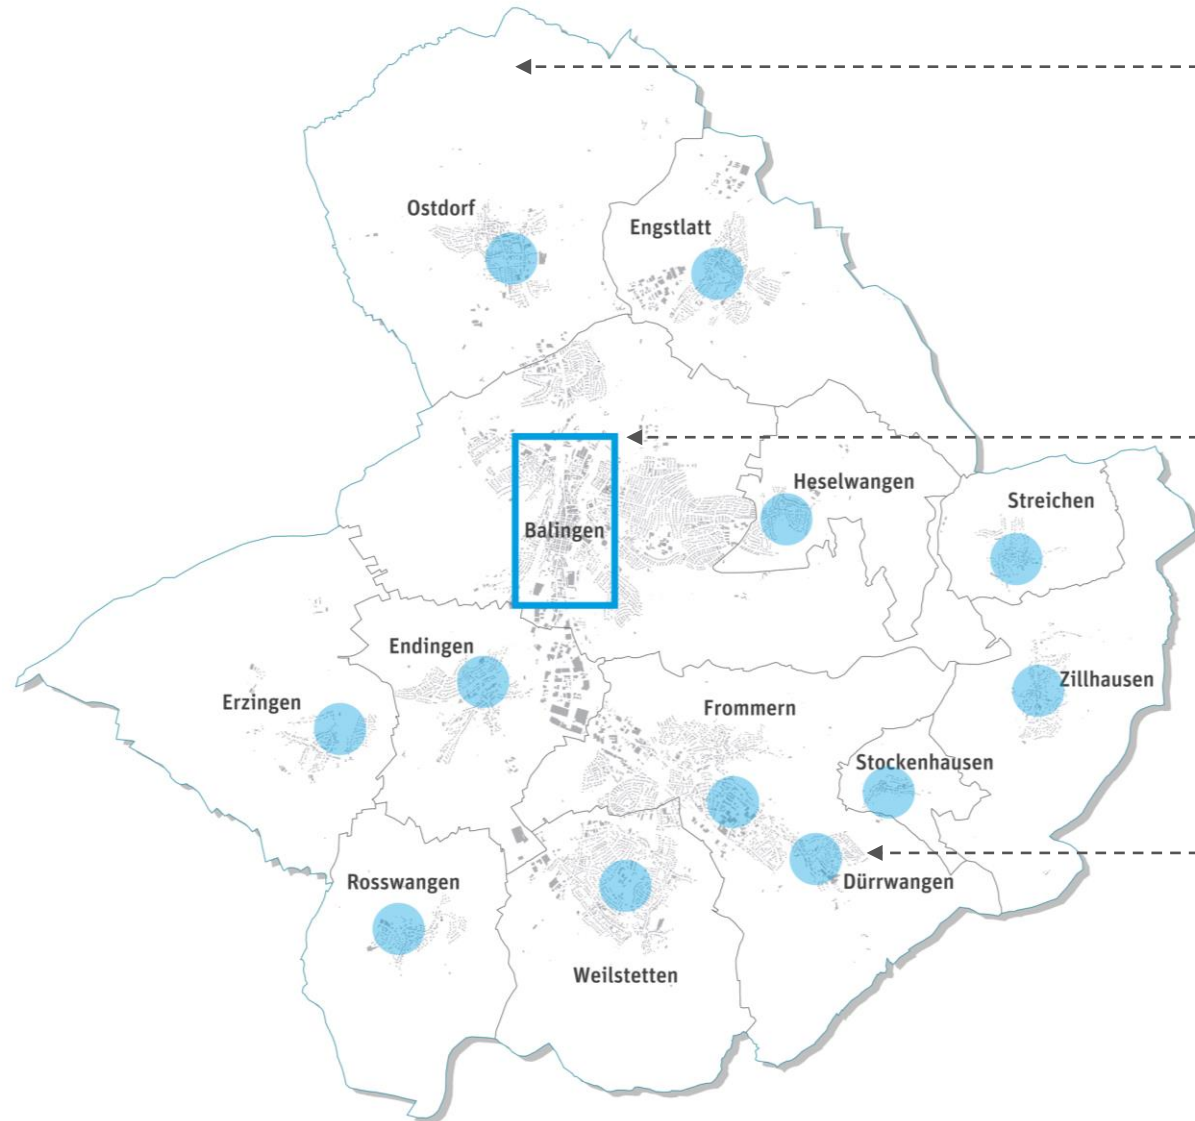 Ostdorf
Engstlatt
Heselwangen
Streichen
Balingen
Endingen
Zillhausen
Erzingen
Frommern
Stockenhausen
Rosswangen
Dürrwangen
Weilstetten